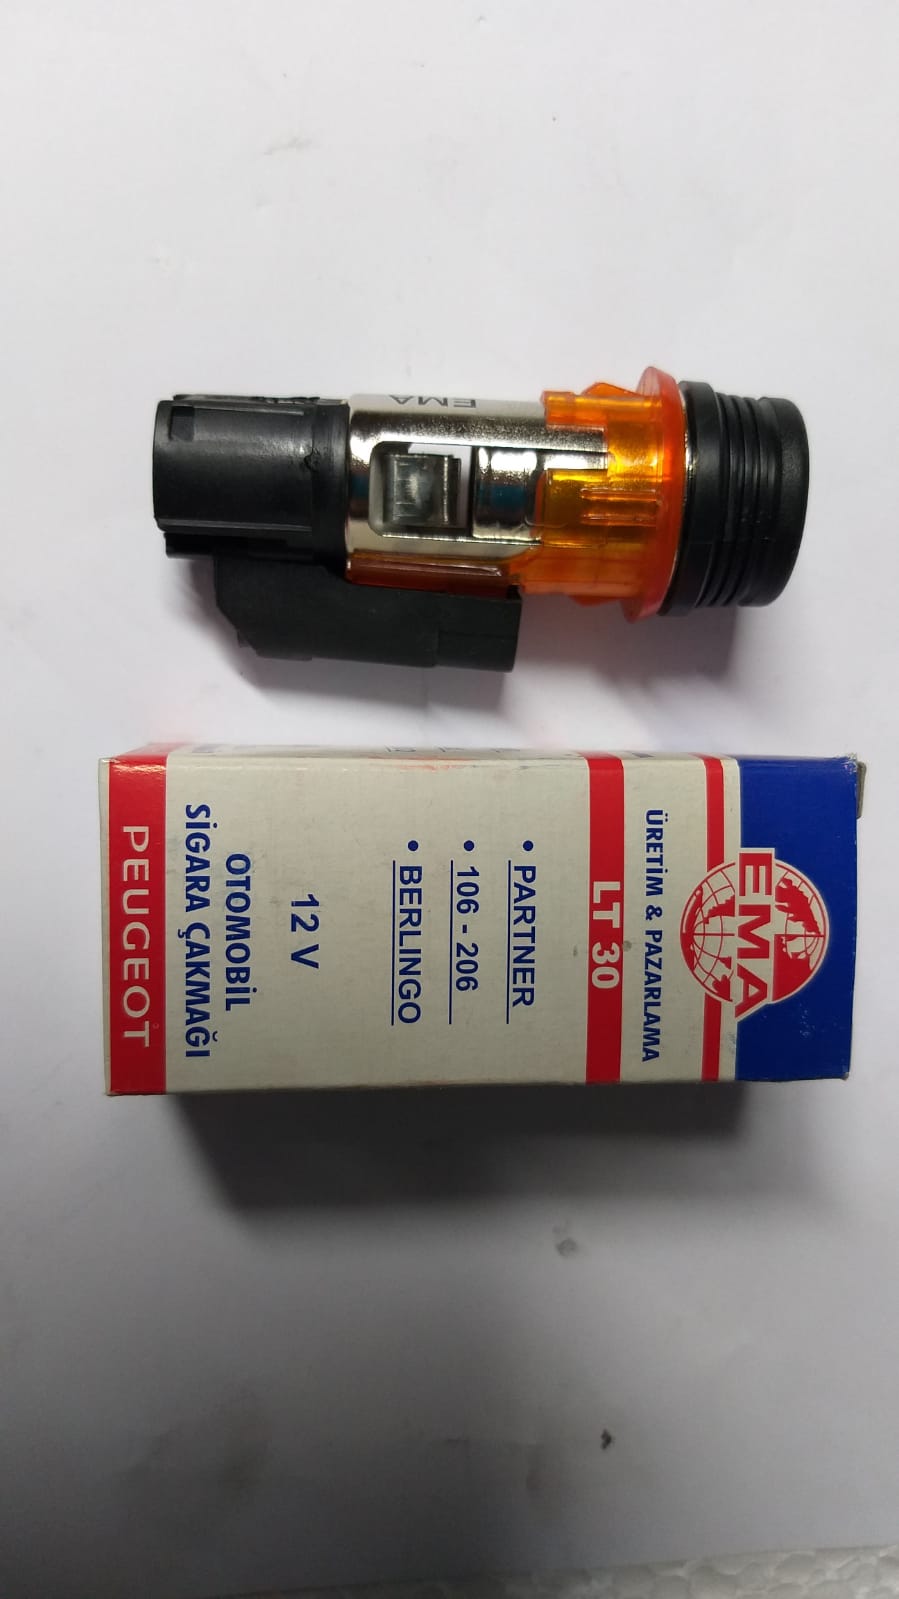 EMA
EMA
ÜRETİM & PAZARLAMA
LT 30
• PARTNER
• 106 - 206
• BERLINGO
12 V
OTOMOBİL
SİGARA ÇAKMAĞI
PEUGEOT